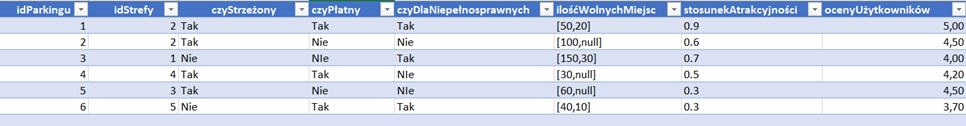 idParkingu idStrefy czyStrzeżony czyPłatny czyDlaNiepełnosprawnych ilośćWolnychMiejsc stosunekAtrakcyjności ocenyUżytkowników
1 2 Tak Tak Tak [50,20] 0.9 5,00
2 2 Tak Nie Nie [100,null] 0.6 4,50
3 1 Nie NIe Tak [150,30] 0.7 4,00
4 4 Tak Tak NIe [30,null] 0.5 4,20
5 3 Tak Nie NIe [60,null] 0.3 4,50
6 5 Nie Tak Tak [40,10] 0.3 3,70